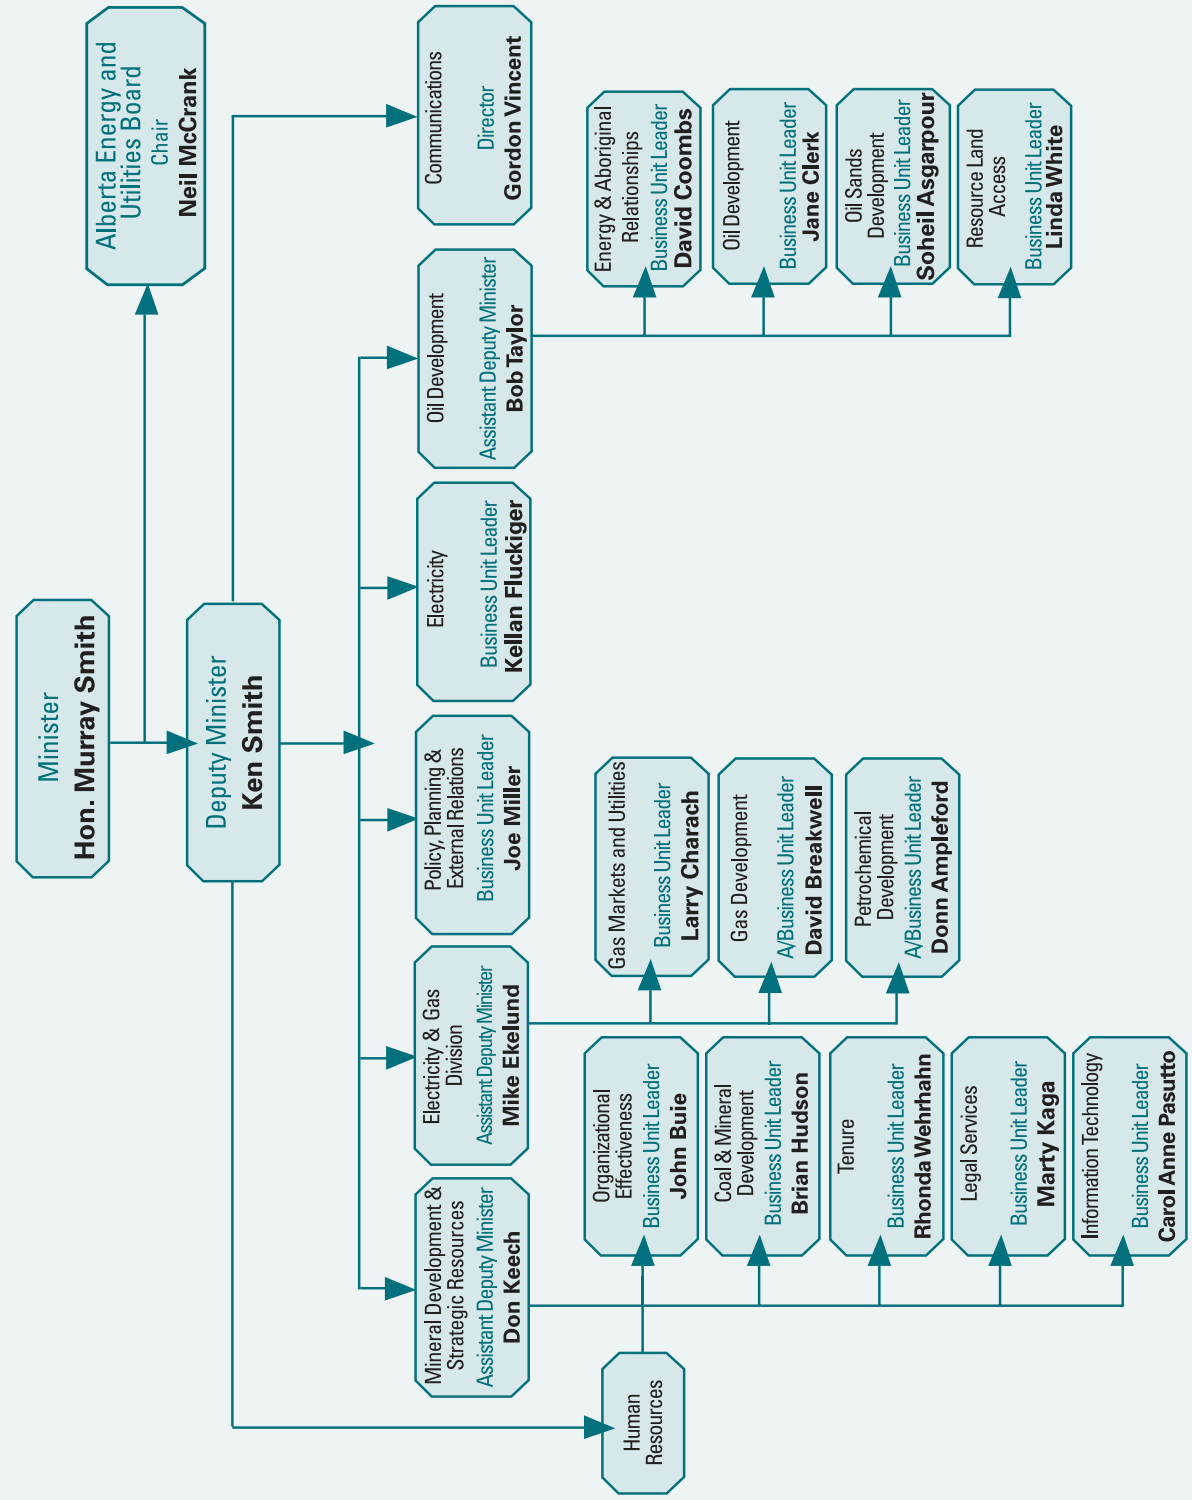 Minister
Hon. Murray Smith
Alberta Energy and
Utilities Board
Chair
Neil McCrank
Deputy Minister
Ken Smith
Mineral Development &
Strategic Resources
Assistant Deputy Minister
Don Keech
Electricity & Gas
Division
Assistant Deputy Minister
Mike Ekelund
Policy, Planning &
External Relations
Business Unit Leader
Joe Miller
Electricity
Business Unit Leader
Kellan Fluckiger
Oil Development
Assistant Deputy Minister
Bob Taylor
Communications
Director
Gordon Vincent
Human
Resources
Organizational
Effectiveness
Business Unit Leader
John Buie
Coal & Mineral
Development
Business Unit Leader
Brian Hudson
Tenure
Business Unit Leader
Rhonda Wehrhahn
Legal Services
Business Unit Leader
Marty Kaga
Information Technology
Business Unit Leader
Carol Anne Pasutto
Gas Markets and Utilities
Business Unit Leader
Larry Charach
Gas Development
A/Business Unit Leader
David Breakwell
Petrochemical
Development
A/Business Unit Leader
Donn Ampleford
Energy & Aboriginal
Relationships
Business Unit Leader
David Coombs
Oil Development
Business Unit Leader
Jane Clerk
Oil Sands
Development
Business Unit Leader
Soheil Asgarpour
Resource Land
Access
Business Unit Leader
Linda White